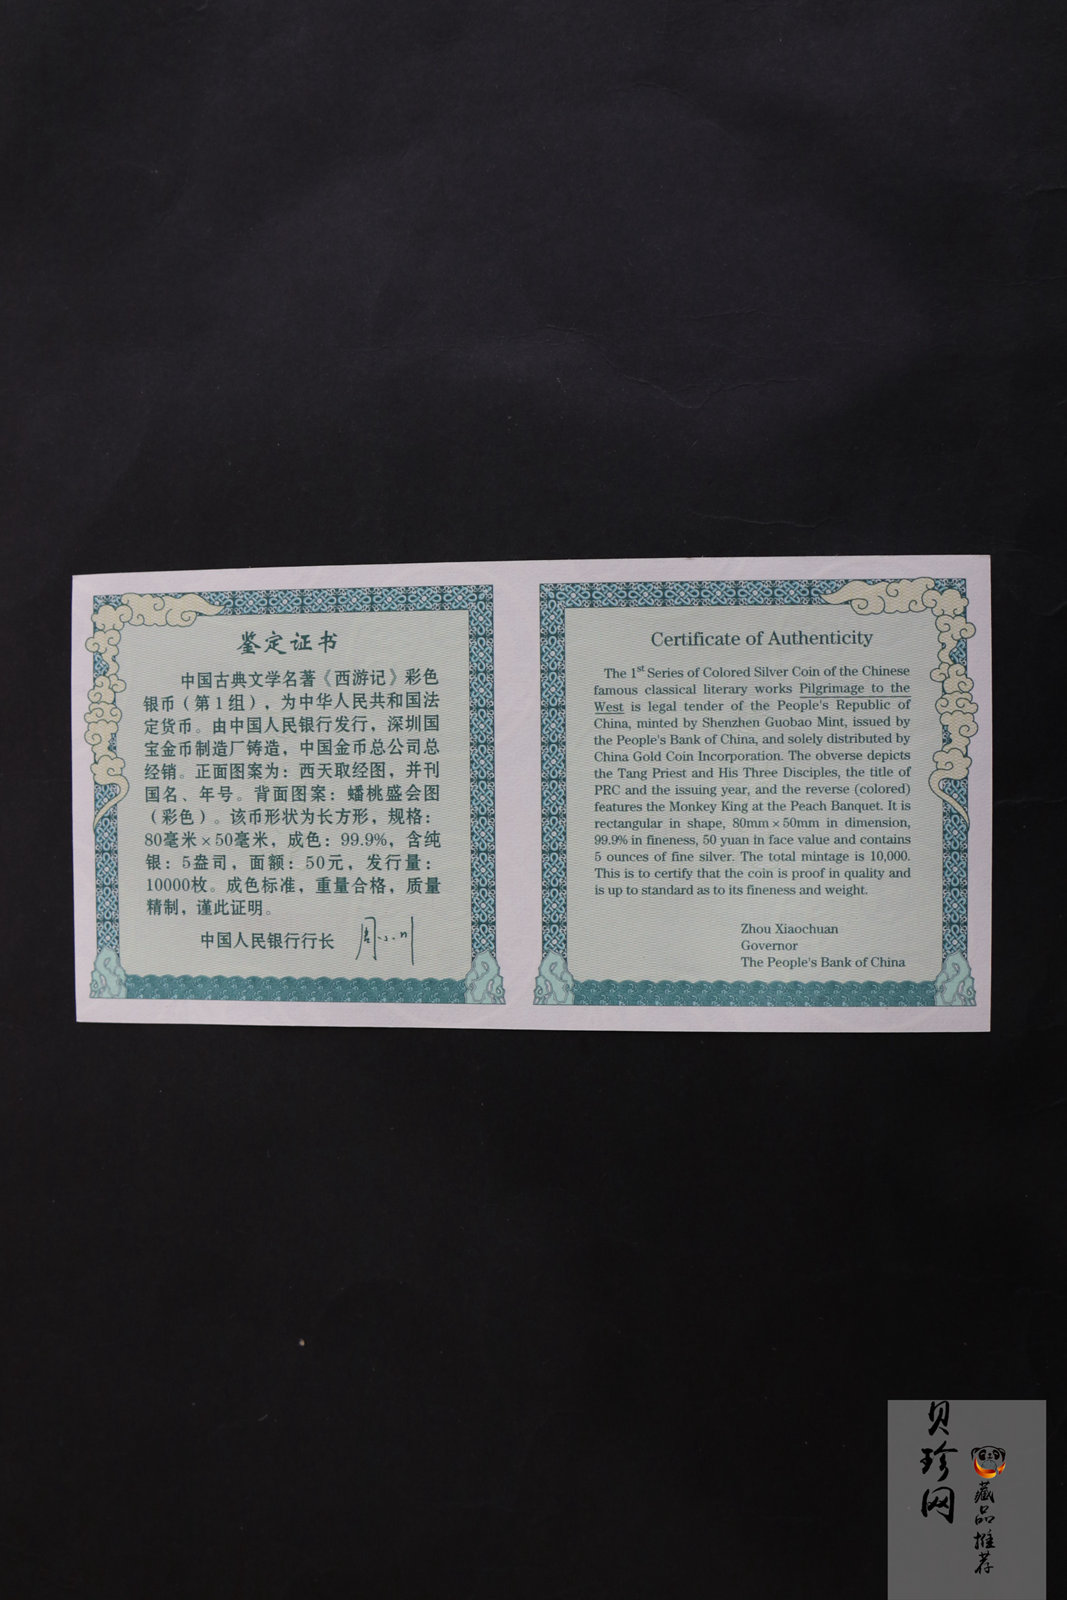 鉴定证书
中国古典文学名著《西游记》彩色
银币（第1组），为中华人民共和国法
定货币。由中国人民银行发行，深圳国
宝金币制造厂铸造，中国金币总公司总
经销。正面图案为：西天取经图，并刊
国名、年号。背面图案：蟠桃盛会图
（彩色）。该币形状为长方形，规格：
80毫米×50毫米，成色：99.9%，含纯
银：5盎司，面额：50元，发行量：
10000枚。成色标准，重量合格，质量
精制，谨此证明。
中国人民银行行长 周小川
Certificate of Authenticity
The 1st Series of Colored Silver Coin of the Chinese
famous classical literary works Pilgrimage to the
West is legal tender of the People's Republic of
China, minted by Shenzhen Guobao Mint, issued by
the People's Bank of China, and solely distributed by
China Gold Coin Incorporation. The obverse depicts
the Tang Priest and His Three Disciples, the title of
PRC and the issuing year, and the reverse (colored)
features the Monkey King at the Peach Banquet. It is
rectangular in shape, 80mm×50mm in dimension,
99.9% in fineness, 50 yuan in face value and contains
5 ounces of fine silver. The total mintage is 10,000.
This is to certify that the coin is proof in quality and
is up to standard as to its fineness and weight.
Zhou Xiaochuan
Governor
The People's Bank of China
贝珍网
藏品推荐